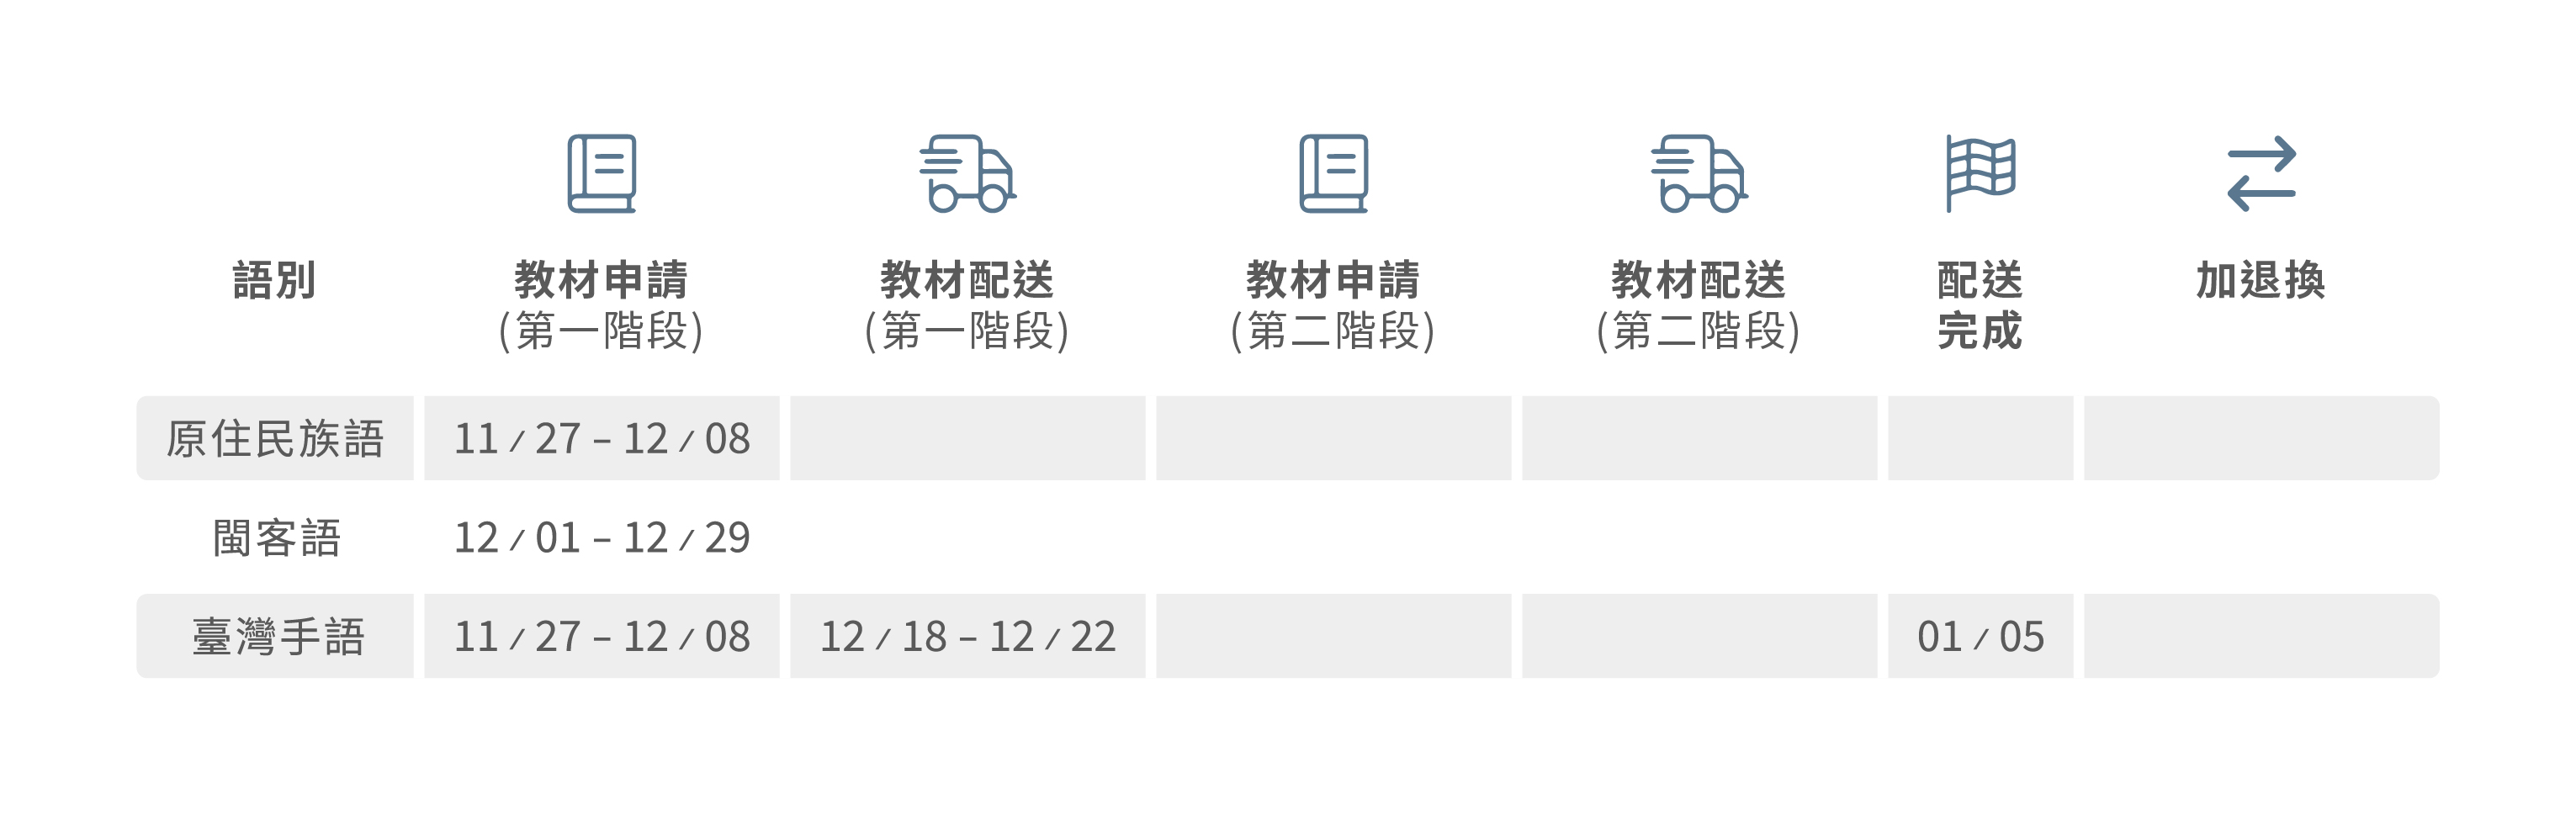 語別 教材申請 教材配送 教材申請 教材配送 配送 加退換
(第一階段) (第一階段) (第二階段) (第二階段) 完成
原住民族語 11 / 27 – 12 / 08
閩客語 12 / 01 – 12 / 29
臺灣手語 11 / 27 – 12 / 08 12 / 18 – 12 / 22 01 / 05